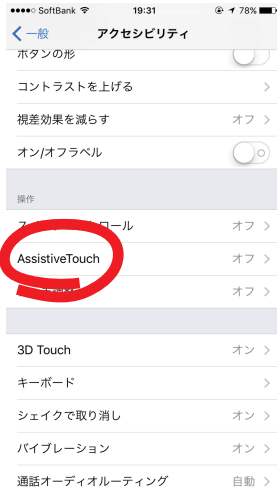 SoftBank 19:31 78%
一般 アクセシビリティ
ボタンの形
コントラストを上げる
視差効果を減らす オフ
オン/オフラベル
操作
ロール オフ
AssistiveTouch オフ
オフ
3D Touch オン
キーボード
シェイクで取り消し オン
バイブレーション オン
通話オーディオルーティング 自動